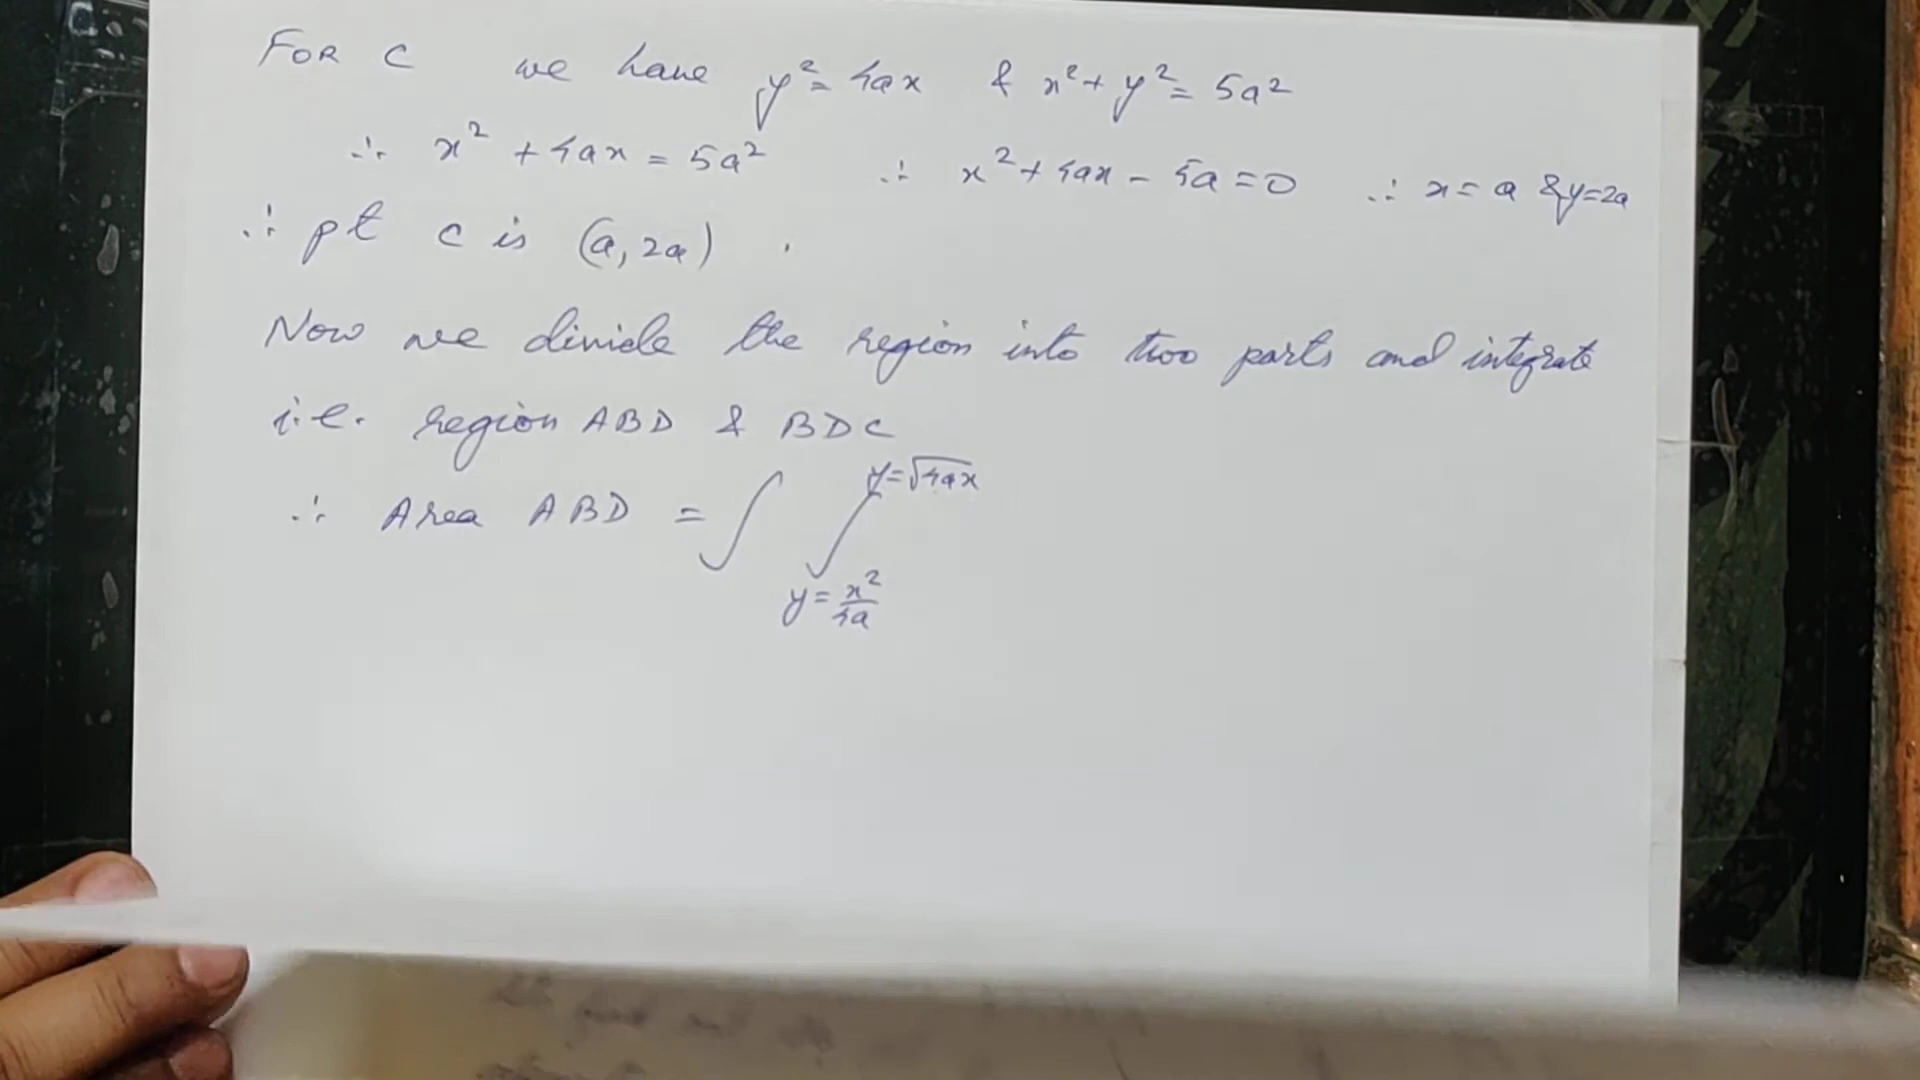 FOR C we have y² = 4ax & x² + y² = 5a²
∴ x² + 4ax = 5a² ∴ x² + 4ax - 5a = 0 ∴ x = a & y = 2a
∴ pt C is (a, 2a) .
Now we divide the region into two parts and integrate
i.e. region ABD & BDC
y = √4ax
∴ Area ABD = ∫ ∫
y = x²/4a